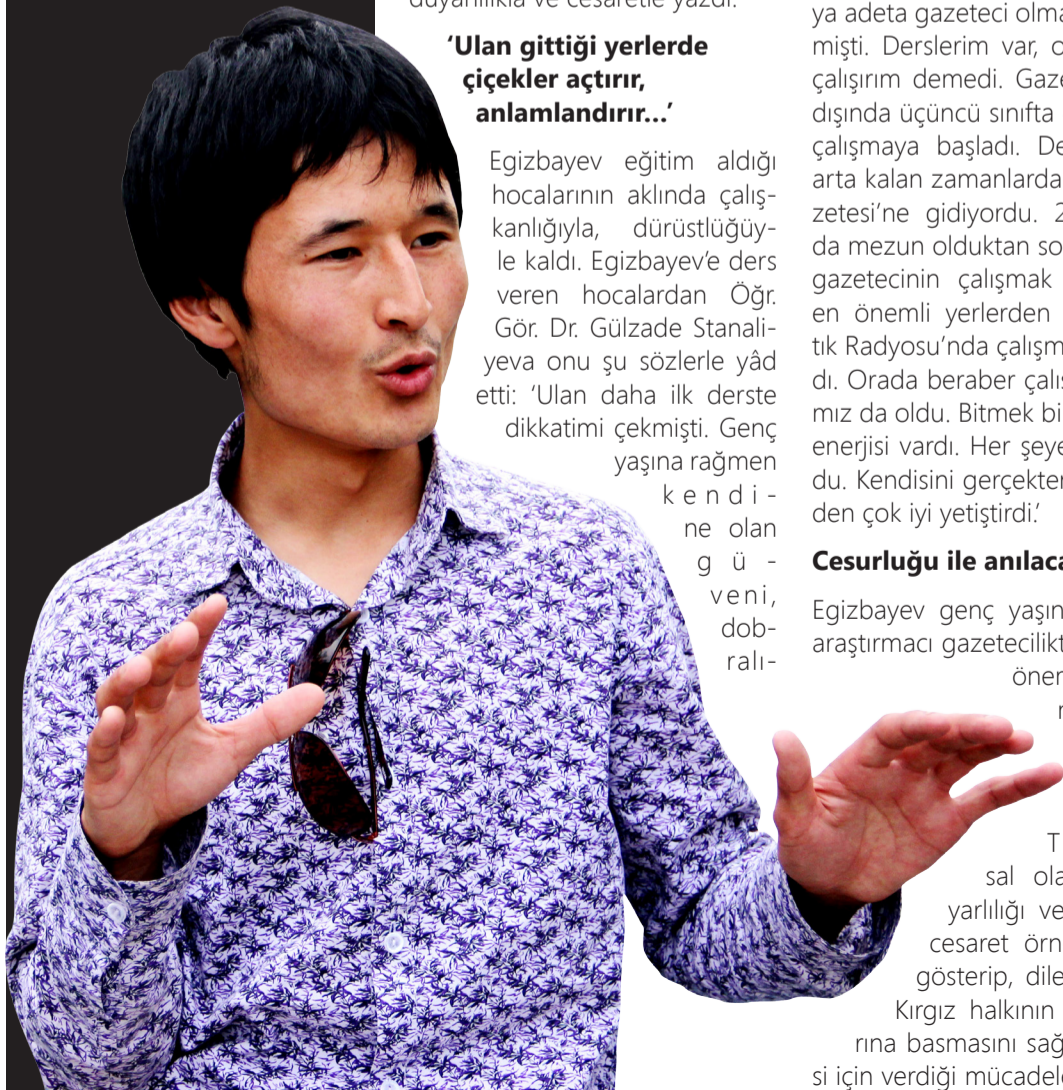 duyarlılıkla ve cesaretle yazdı.
‘Ulan gittiği yerlerde
çiçekler açtırır,
anlamlandırır...’
Egizbayev eğitim aldığı
hocalarının aklında çalış-
kanlığıyla, dürüstlüğüy-
le kaldı. Egizbayev’e ders
veren hocalardan Öğr.
Gör. Dr. Gülzade Stanali-
yeva onu şu sözlerle yâd
etti: ‘Ulan daha ilk derste
dikkatimi çekmişti. Genç
yaşına rağmen
k e n d i -
ne olan
g ü -
veni,
dob-
ralı-
ya adeta gazeteci olma
mişti. Derslerim var,
çalışırım demedi. Gaze
dışında üçüncü sınıfta
çalışmaya başladı. De
arta kalan zamanlarda
zetesi’ne gidiyordu. 2
da mezun olduktan so
gazetecinin çalışmak
en önemli yerlerden
tık Radyosu’nda çalışm
dı. Orada beraber çalış
mız da oldu. Bitmek bi
enerjisi vardı. Her şeye
du. Kendisini gerçekten
den çok iyi yetiştirdi.’
Cesurluğu ile anılaca
Egizbayev genç yaşın
araştırmacı gazetecilikt
öner
T
sal ola
yarlılığı ve
cesaret örn
gösterip, dile
Kırgız halkının
rına basmasını sağ
si için verdiği mücadel